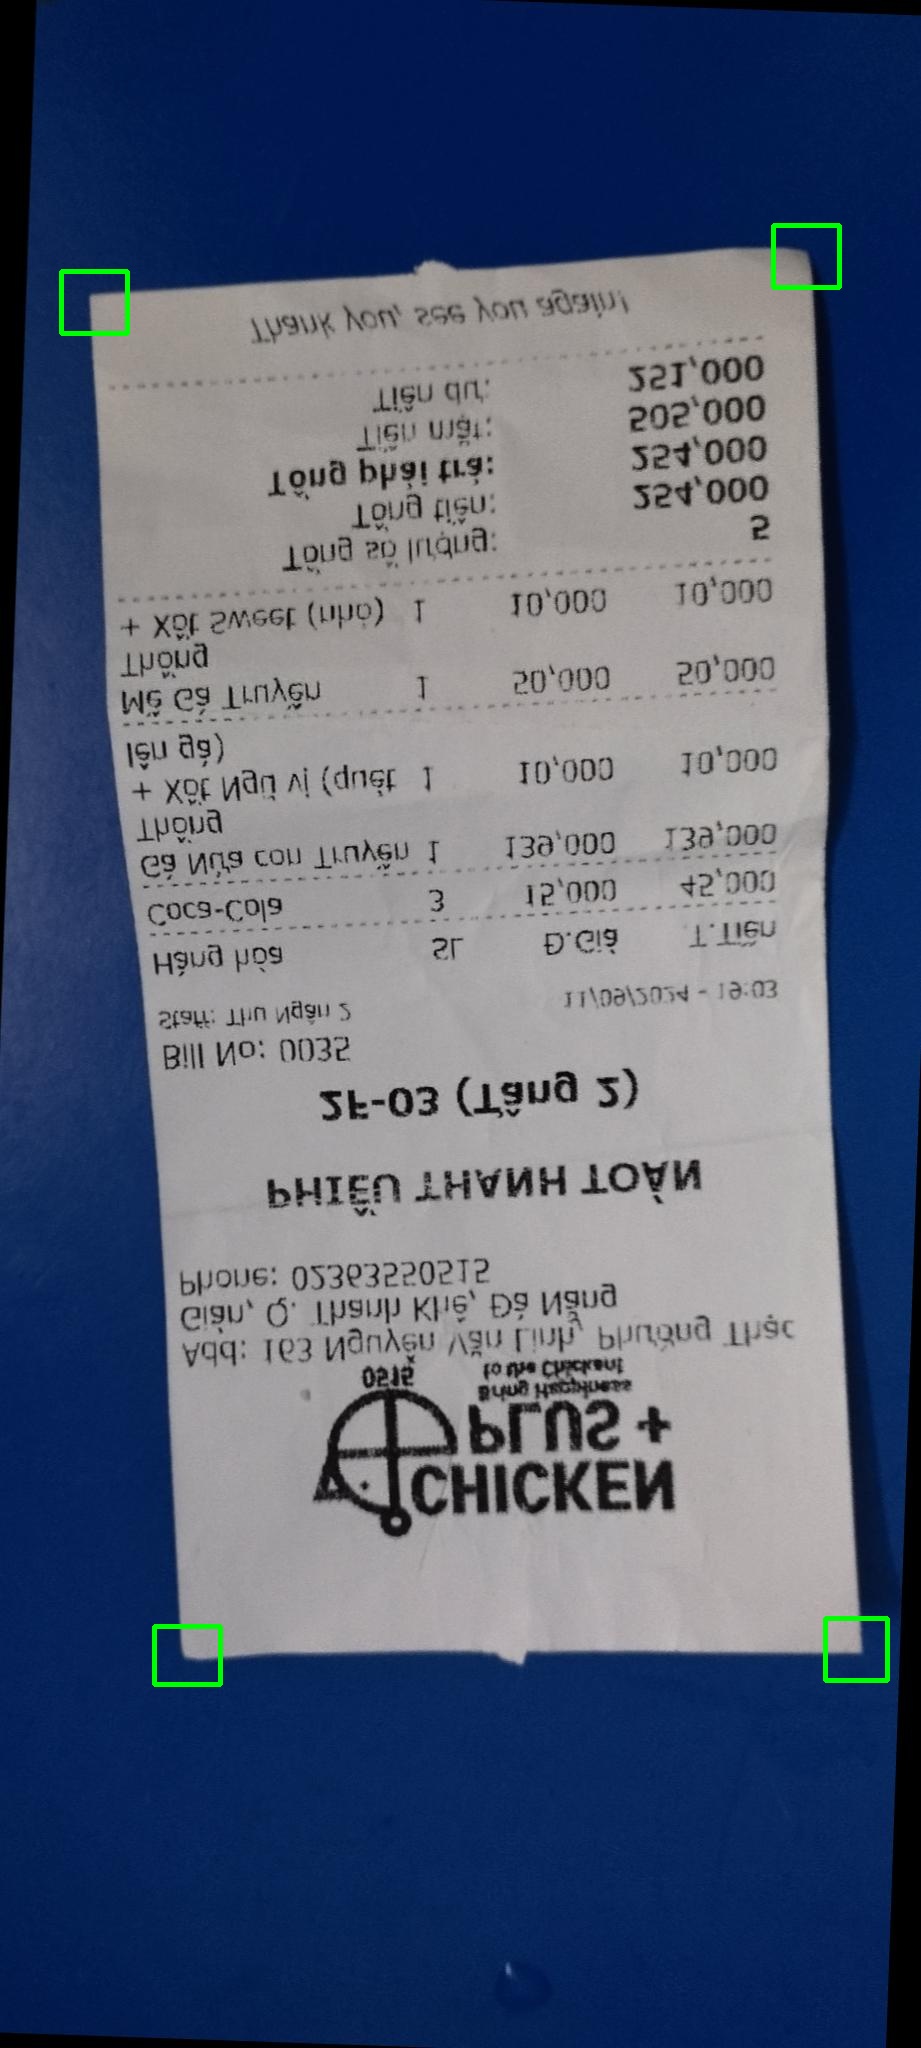 0515
CHICKEN
PLUS +
Bring Happiness
to the Chicken!
Add: 163 Nguyễn Văn Linh, Phường Thạc
Gián, Q. Thanh Khê, Đà Nẵng
Phone: 02363550515
PHIẾU THANH TOÁN
2F-03 (Tầng 2)
Bill No: 0035
Staff: Thu Ngân 2 11/09/2024 - 19:03
Hàng hóa SL Đ.Giá T.Tiền
Coca-Cola 3 15,000 45,000
Gà Nửa con Truyền 1 139,000 139,000
Thống
+ Xốt Ngũ vị (quét 1 10,000 10,000
lên gà)
Mề Gà Truyền 1 50,000 50,000
Thống
+ Xốt Sweet (nhỏ) 1 10,000 10,000
Tổng số lượng: 5
Tổng tiền: 254,000
Tổng phải trả: 254,000
Tiền mặt: 505,000
Tiền dư: 251,000
Thank you, see you again!